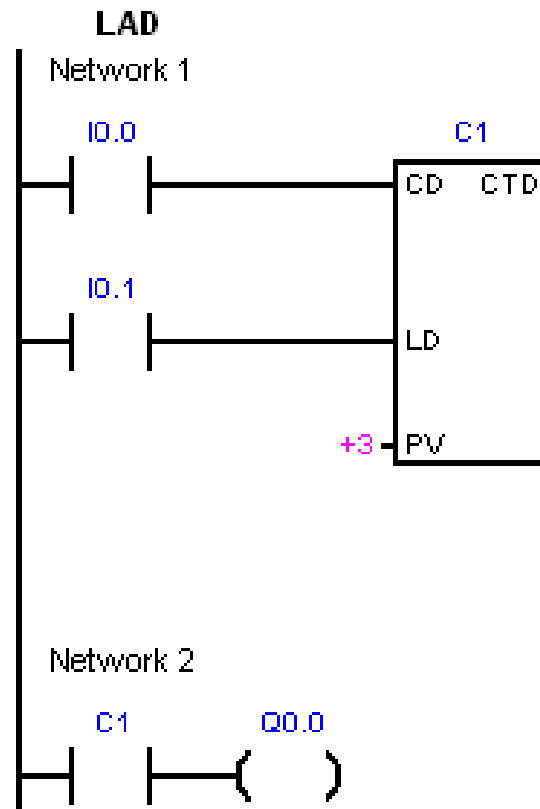 LAD
Network 1
I0.0 C1
CD CTD
I0.1
LD
+3 PV
Network 2
C1 Q0.0